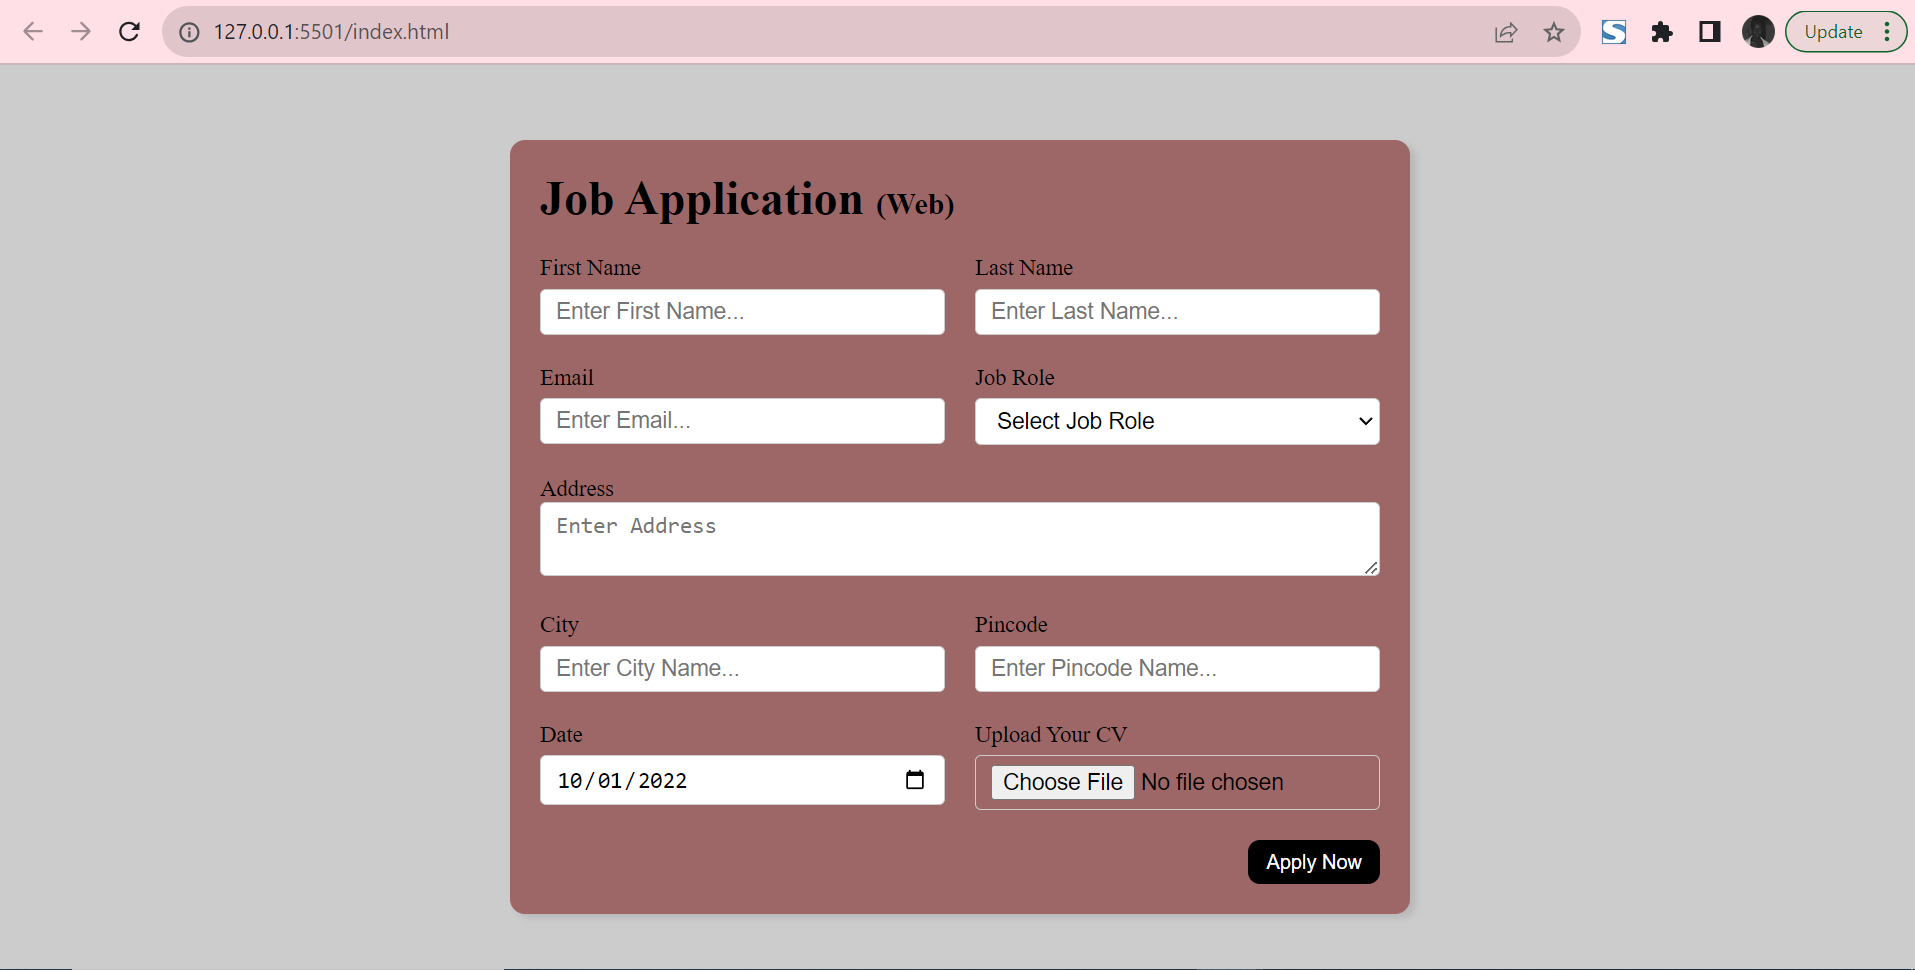 127.0.0.1:5501/index.html
Update
Job Application (Web)
First Name
Last Name
Enter First Name...
Enter Last Name...
Email
Job Role
Enter Email...
Select Job Role
Address
Enter Address
City
Pincode
Enter City Name...
Enter Pincode Name...
Date
Upload Your CV
10/01/2022
Choose File No file chosen
Apply Now